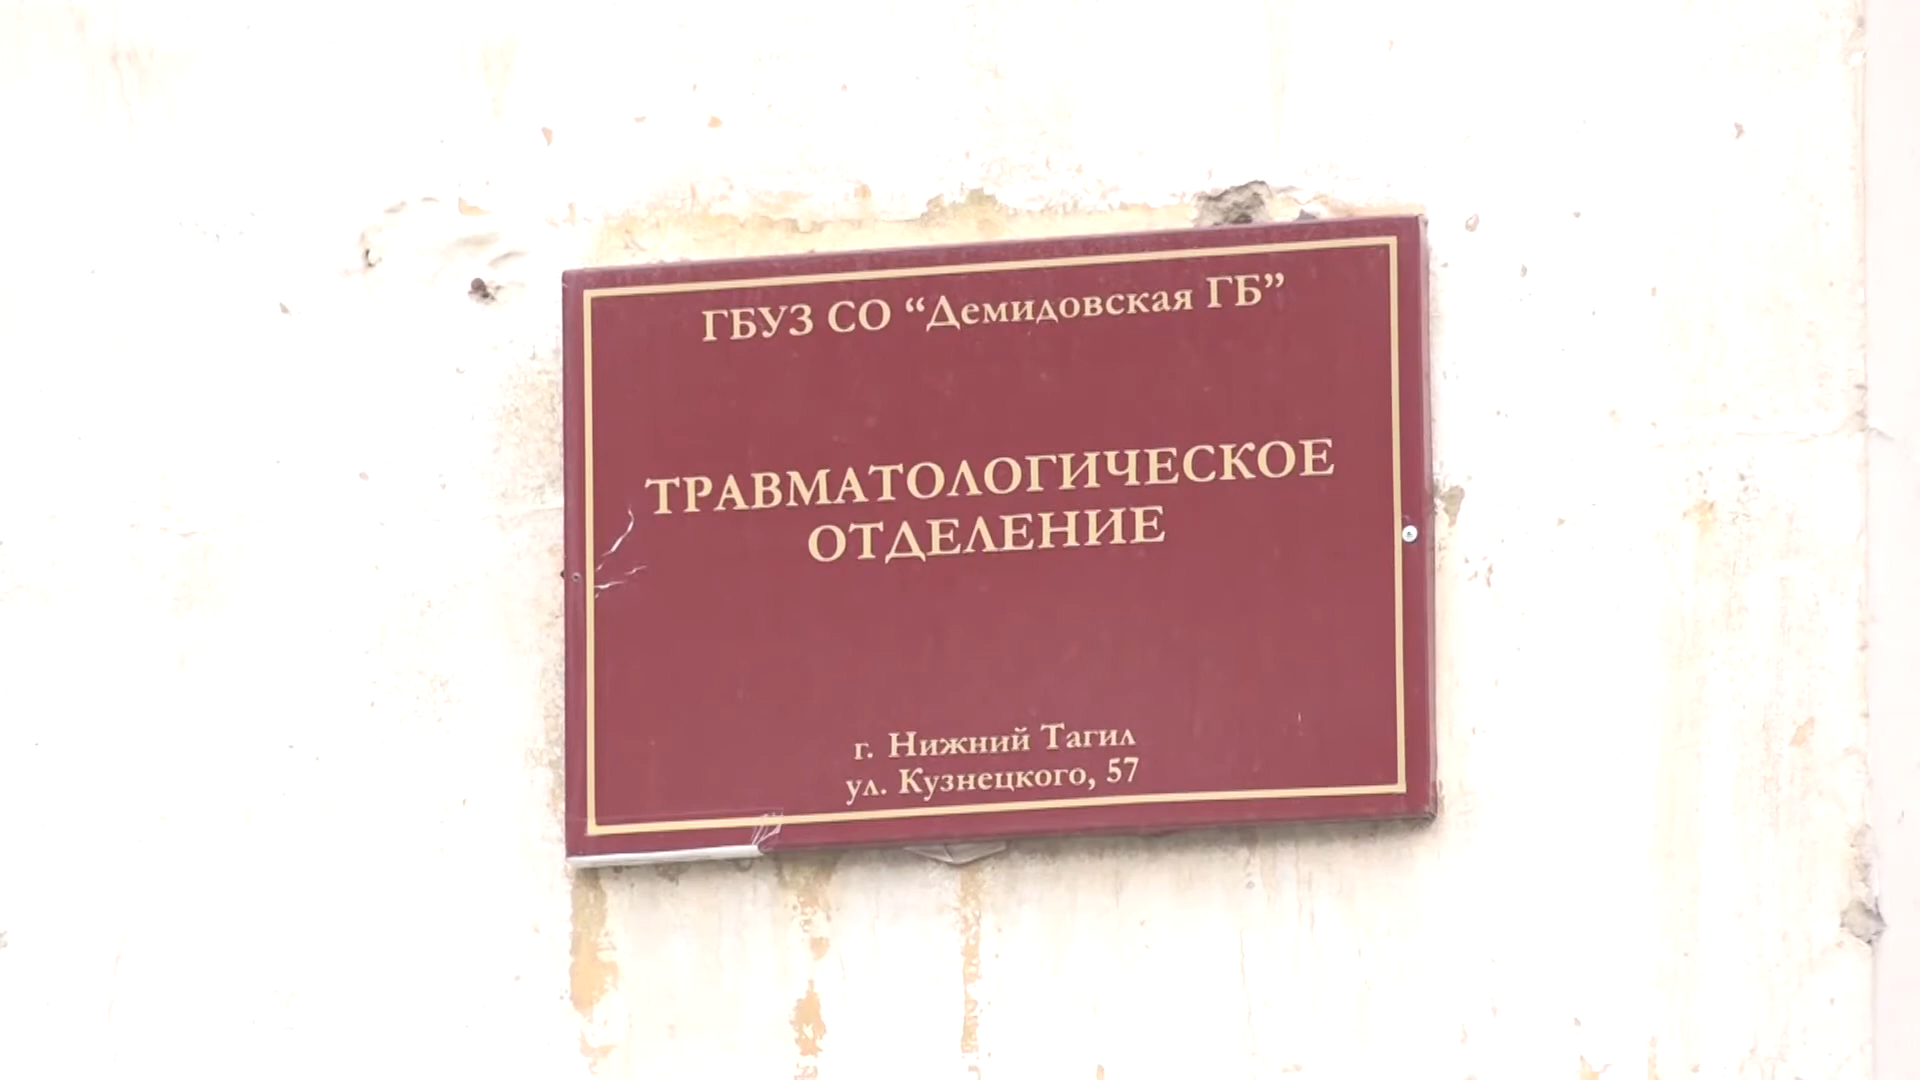 ГБУЗ СО “Демидовская ГБ”
ТРАВМАТОЛОГИЧЕСКОЕ
ОТДЕЛЕНИЕ
г. Нижний Тагил
ул. Кузнецкого, 57